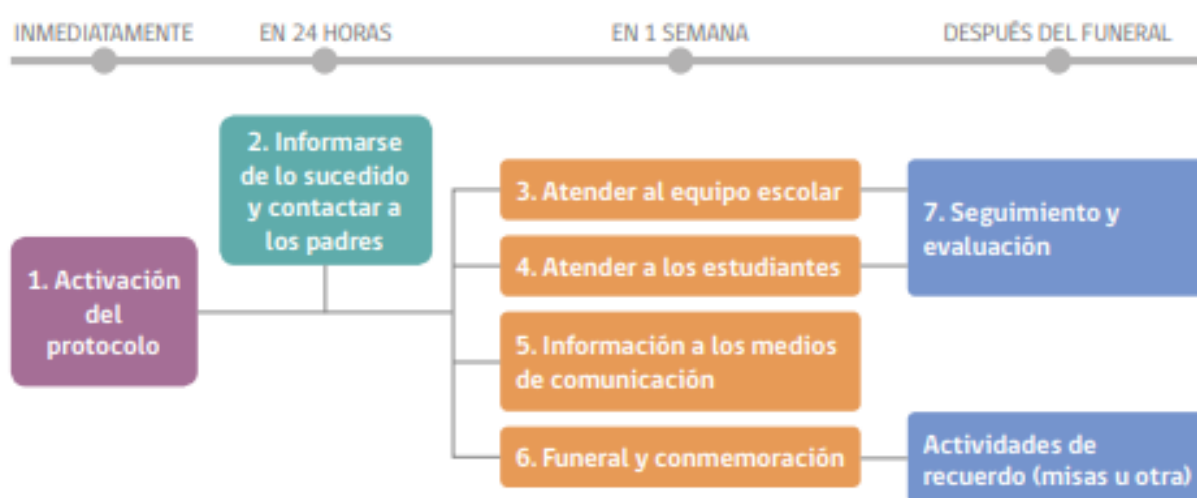 INMEDIATAMENTE
EN 24 HORAS
EN 1 SEMANA
DESPUÉS DEL FUNERAL
1. Activación
del
protocolo
2. Informarse
de lo sucedido
y contactar a
los padres
3. Atender al equipo escolar
4. Atender a los estudiantes
5. Información a los medios
de comunicación
6. Funeral y conmemoración
7. Seguimiento y
evaluación
Actividades de
recuerdo (misas u otra)